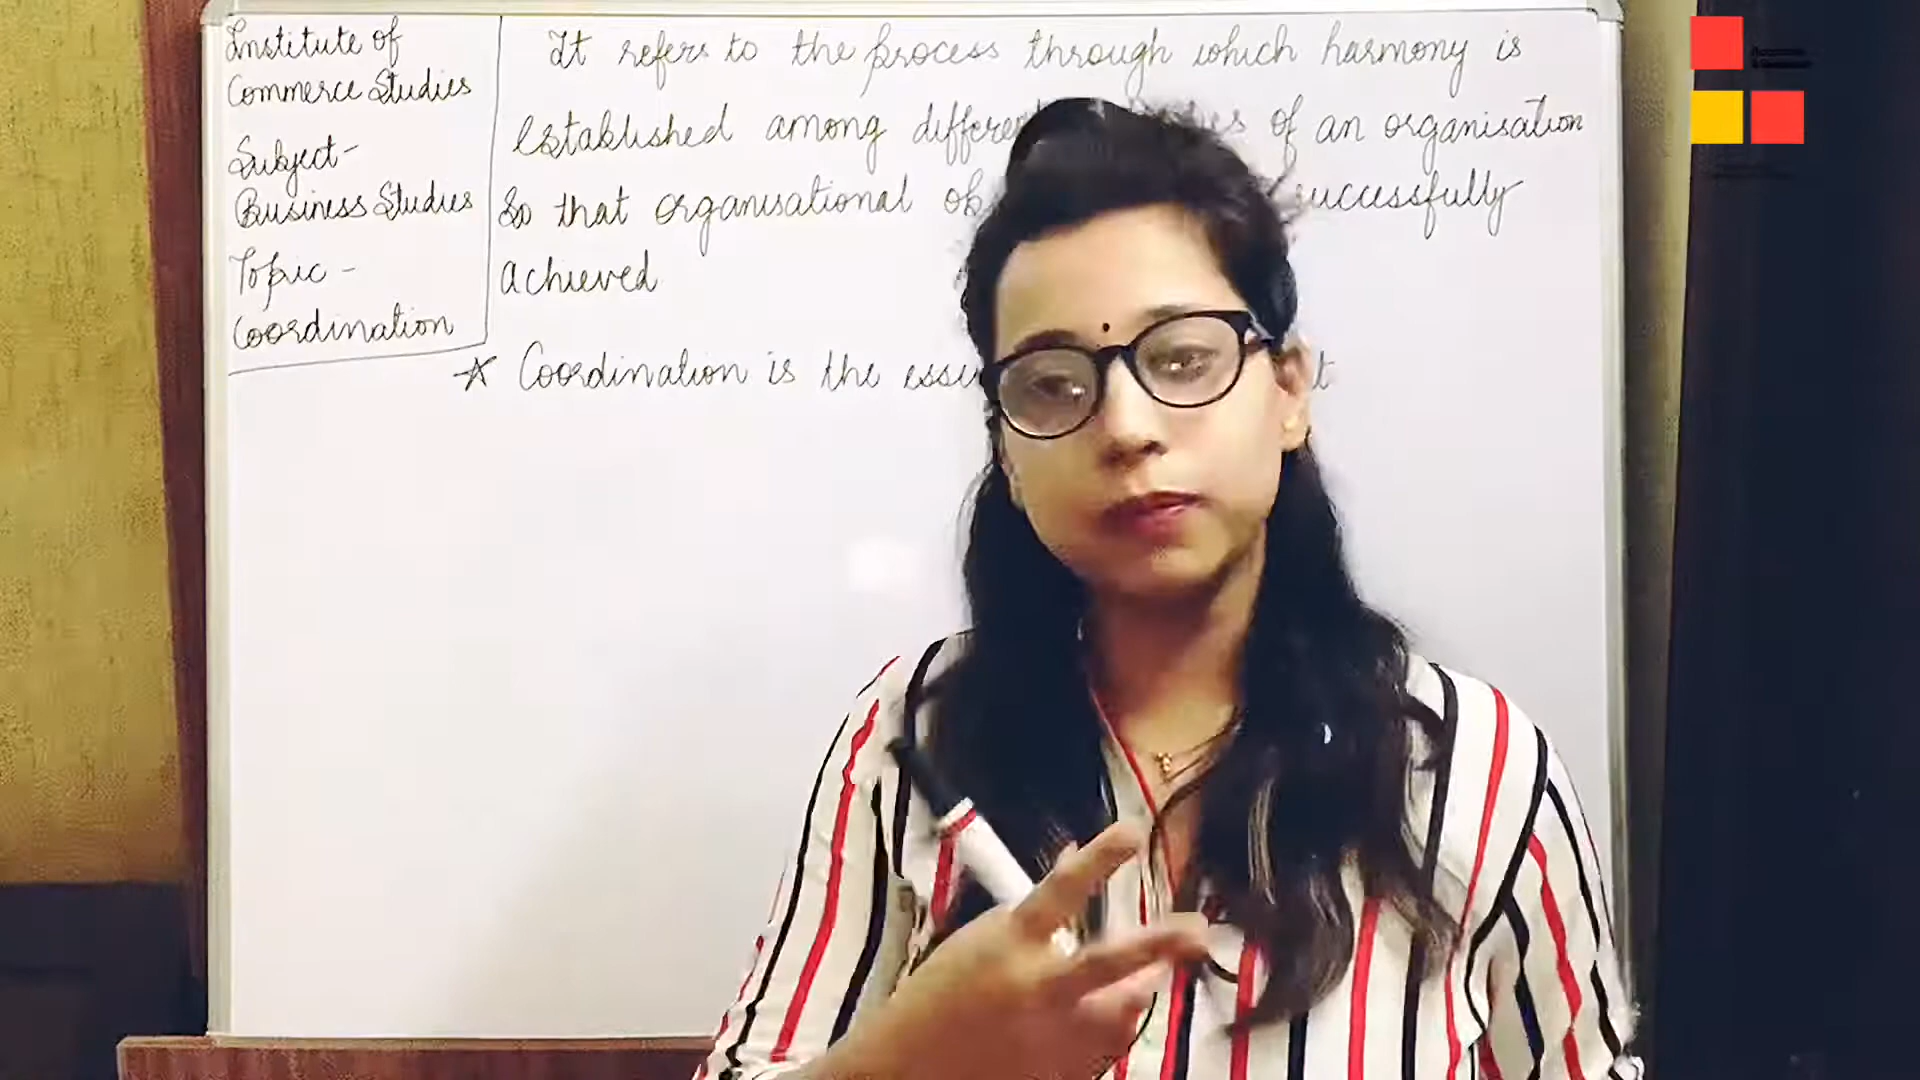 Institute of
Commerce Studies
Subject-
Business Studies
Topic -
Coordination
It refers to the process through which harmony is
established among of an organisation
So that organisational successfully
achieved
☆ Coordination is the